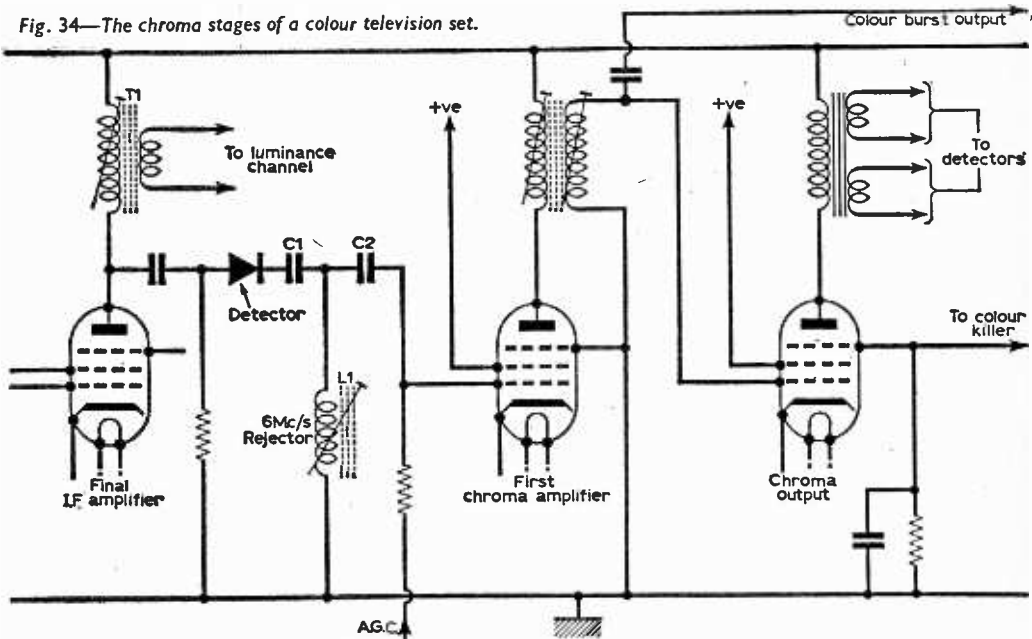 Fig. 34—The chroma stages of a colour television set.
Colour burst output
T1
To luminance
channel
+ve
+ve
To
detectors
C1
C2
Detector
To colour
killer
L1
6Mc/s
Rejector
Final
I.F. amplifier
First
chroma amplifier
Chroma
output
A.G.C.